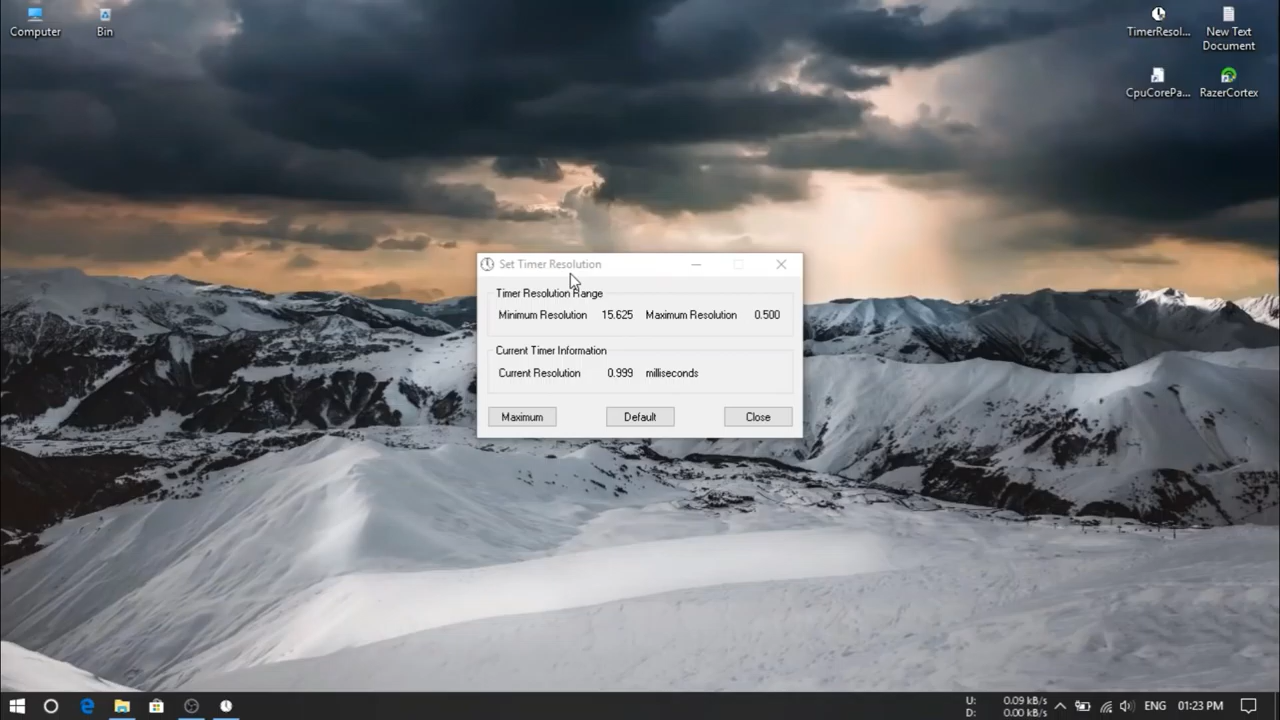 Computer
Bin
TimerResol...
New Text
Document
CpuCorePa...
RazerCortex
Set Timer Resolution
Timer Resolution Range
Minimum Resolution 15.625 Maximum Resolution 0.500
Current Timer Information
Current Resolution 0.999 milliseconds
Maximum Default Close
U: 0.09 kB/s
D: 0.00 kB/s
ENG 01:23 PM